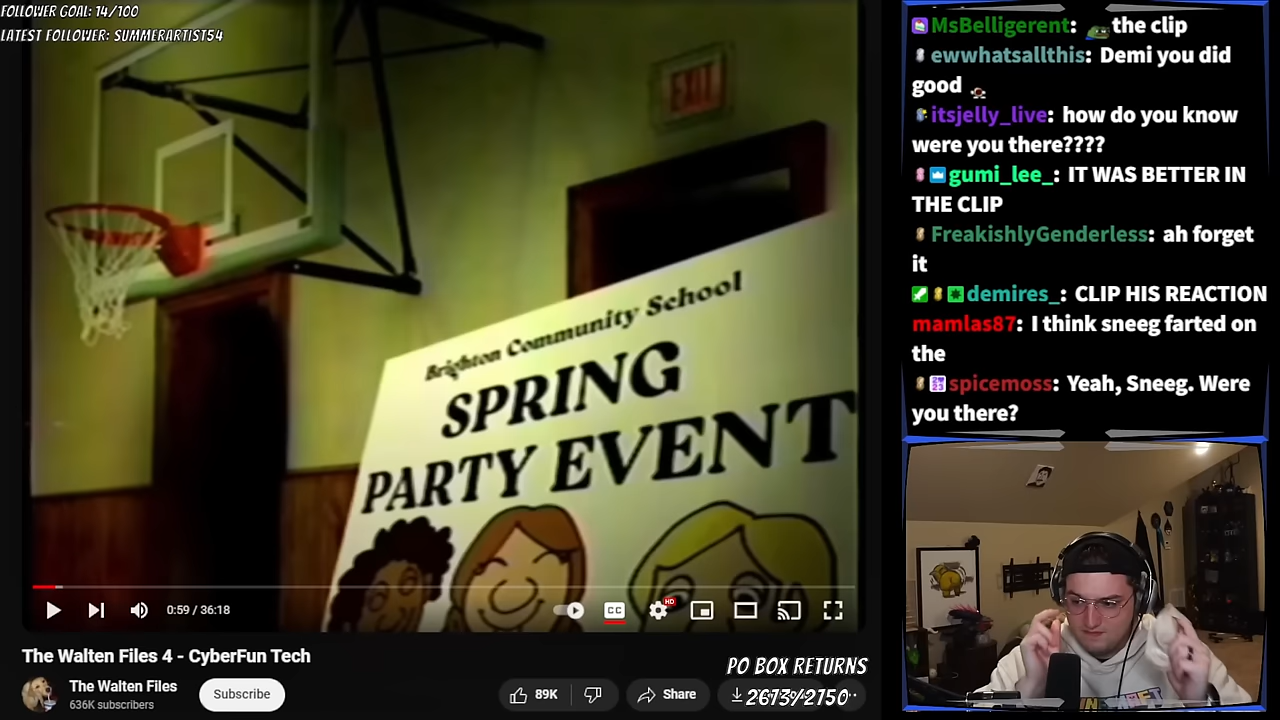 FOLLOWER GOAL: 14/100
LATEST FOLLOWER: SUMMERARTIST54
EXIT
Brighton Community School
SPRING
PARTY EVENT
0:59 / 36:18
CC
HD
The Walten Files 4 - CyberFun Tech
The Walten Files
636K subscribers
Subscribe
89K
Share
PO BOX RETURNS
2673/2750
MsBelligerent: the clip
ewwhatsallthis: Demi you did
good
itsjelly_live: how do you know
were you there????
gumi_lee_: IT WAS BETTER IN
THE CLIP
FreakishlyGenderless: ah forget
it
demires_: CLIP HIS REACTION
mamlas87: I think sneeg farted on
the
spicemoss: Yeah, Sneeg. Were
you there?